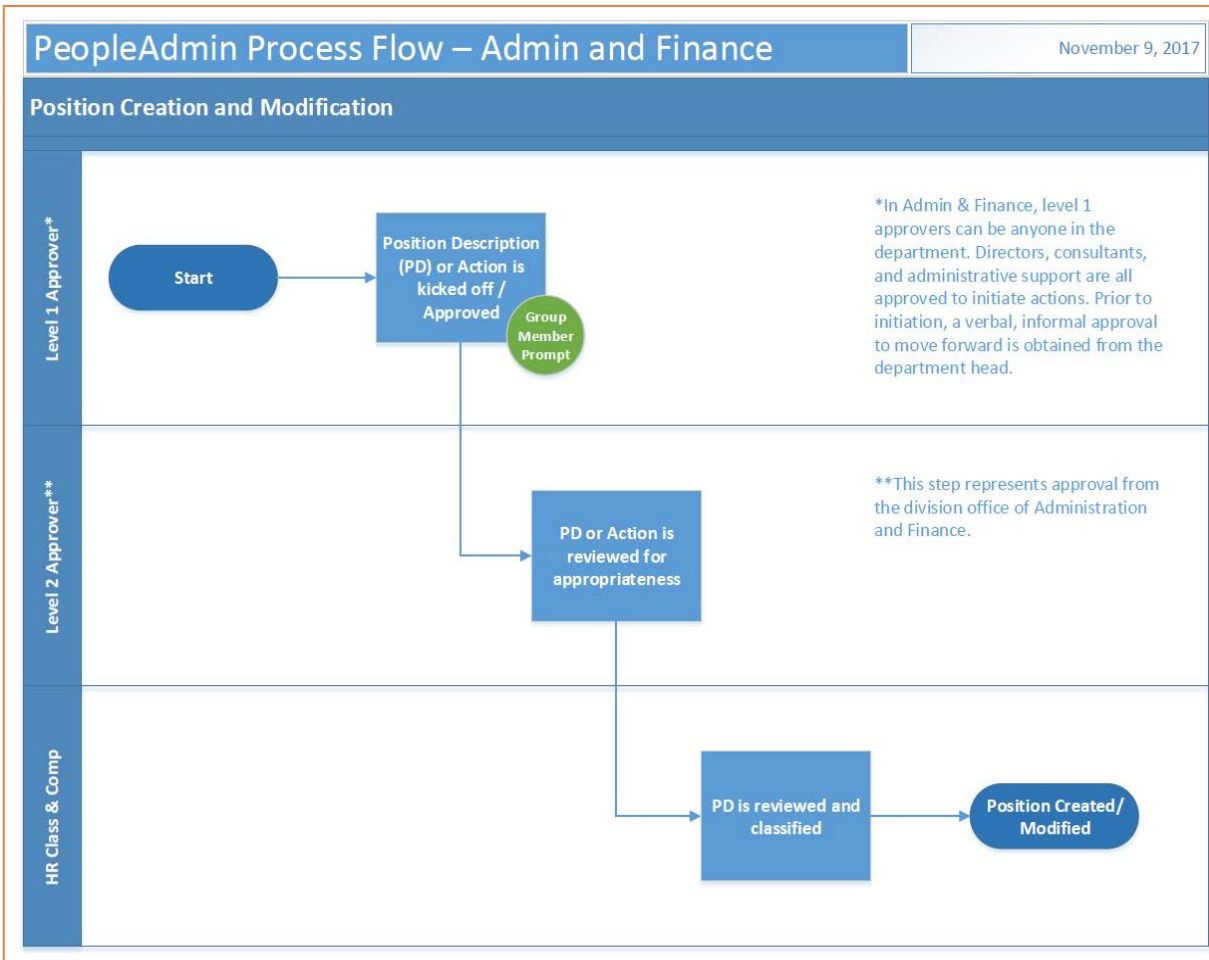 PeopleAdmin Process Flow – Admin and Finance
November 9, 2017
Position Creation and Modification
Level 1 Approver*
Start
Position Description
(PD) or Action is
kicked off /
Approved
Group
Member
Prompt
*In Admin & Finance, level 1
approvers can be anyone in the
department. Directors, consultants,
and administrative support are all
approved to initiate actions. Prior to
initiation, a verbal, informal approval
to move forward is obtained from the
department head.
Level 2 Approver**
PD or Action is
reviewed for
appropriateness
**This step represents approval from
the division office of Administration
and Finance.
HR Class & Comp
PD is reviewed and
classified
Position Created/
Modified